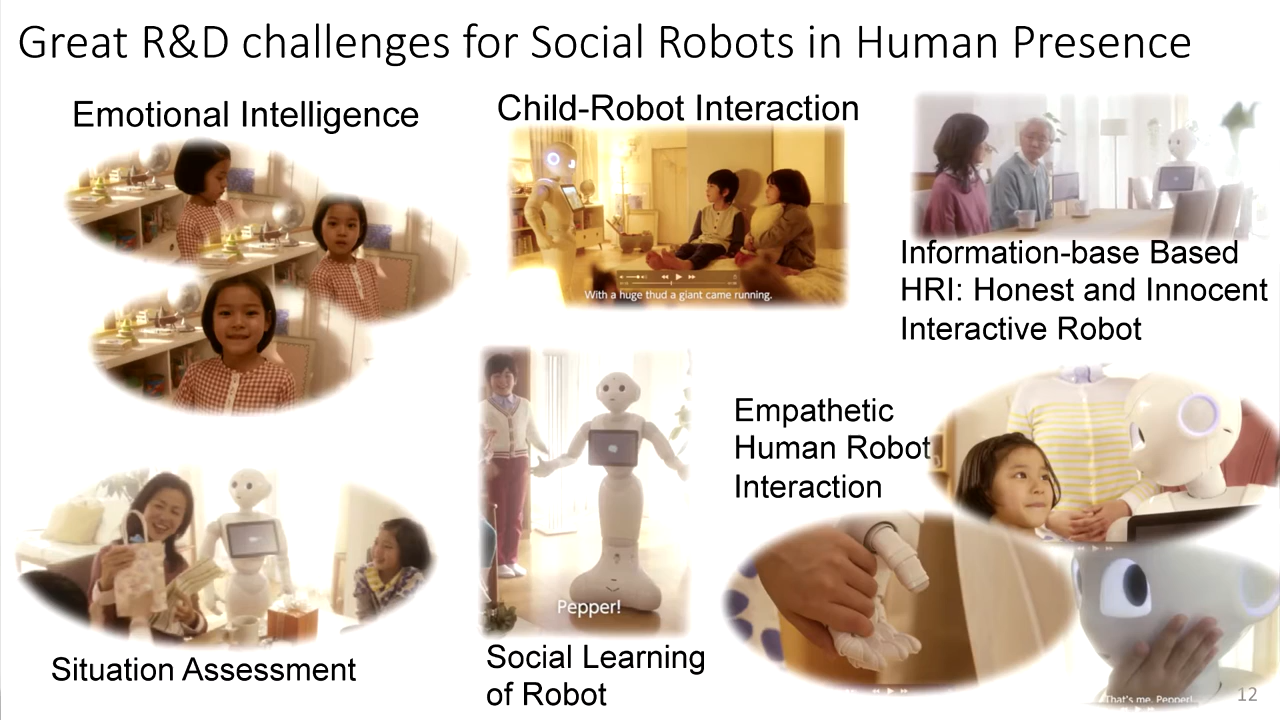 Great R&D challenges for Social Robots in Human Presence
Emotional Intelligence
Child-Robot Interaction
With a huge thud a giant came running.
Information-base Based
HRI: Honest and Innocent
Interactive Robot
Empathetic
Human Robot
Interaction
Pepper!
Situation Assessment
Social Learning
of Robot
That's me, Pepper!
12